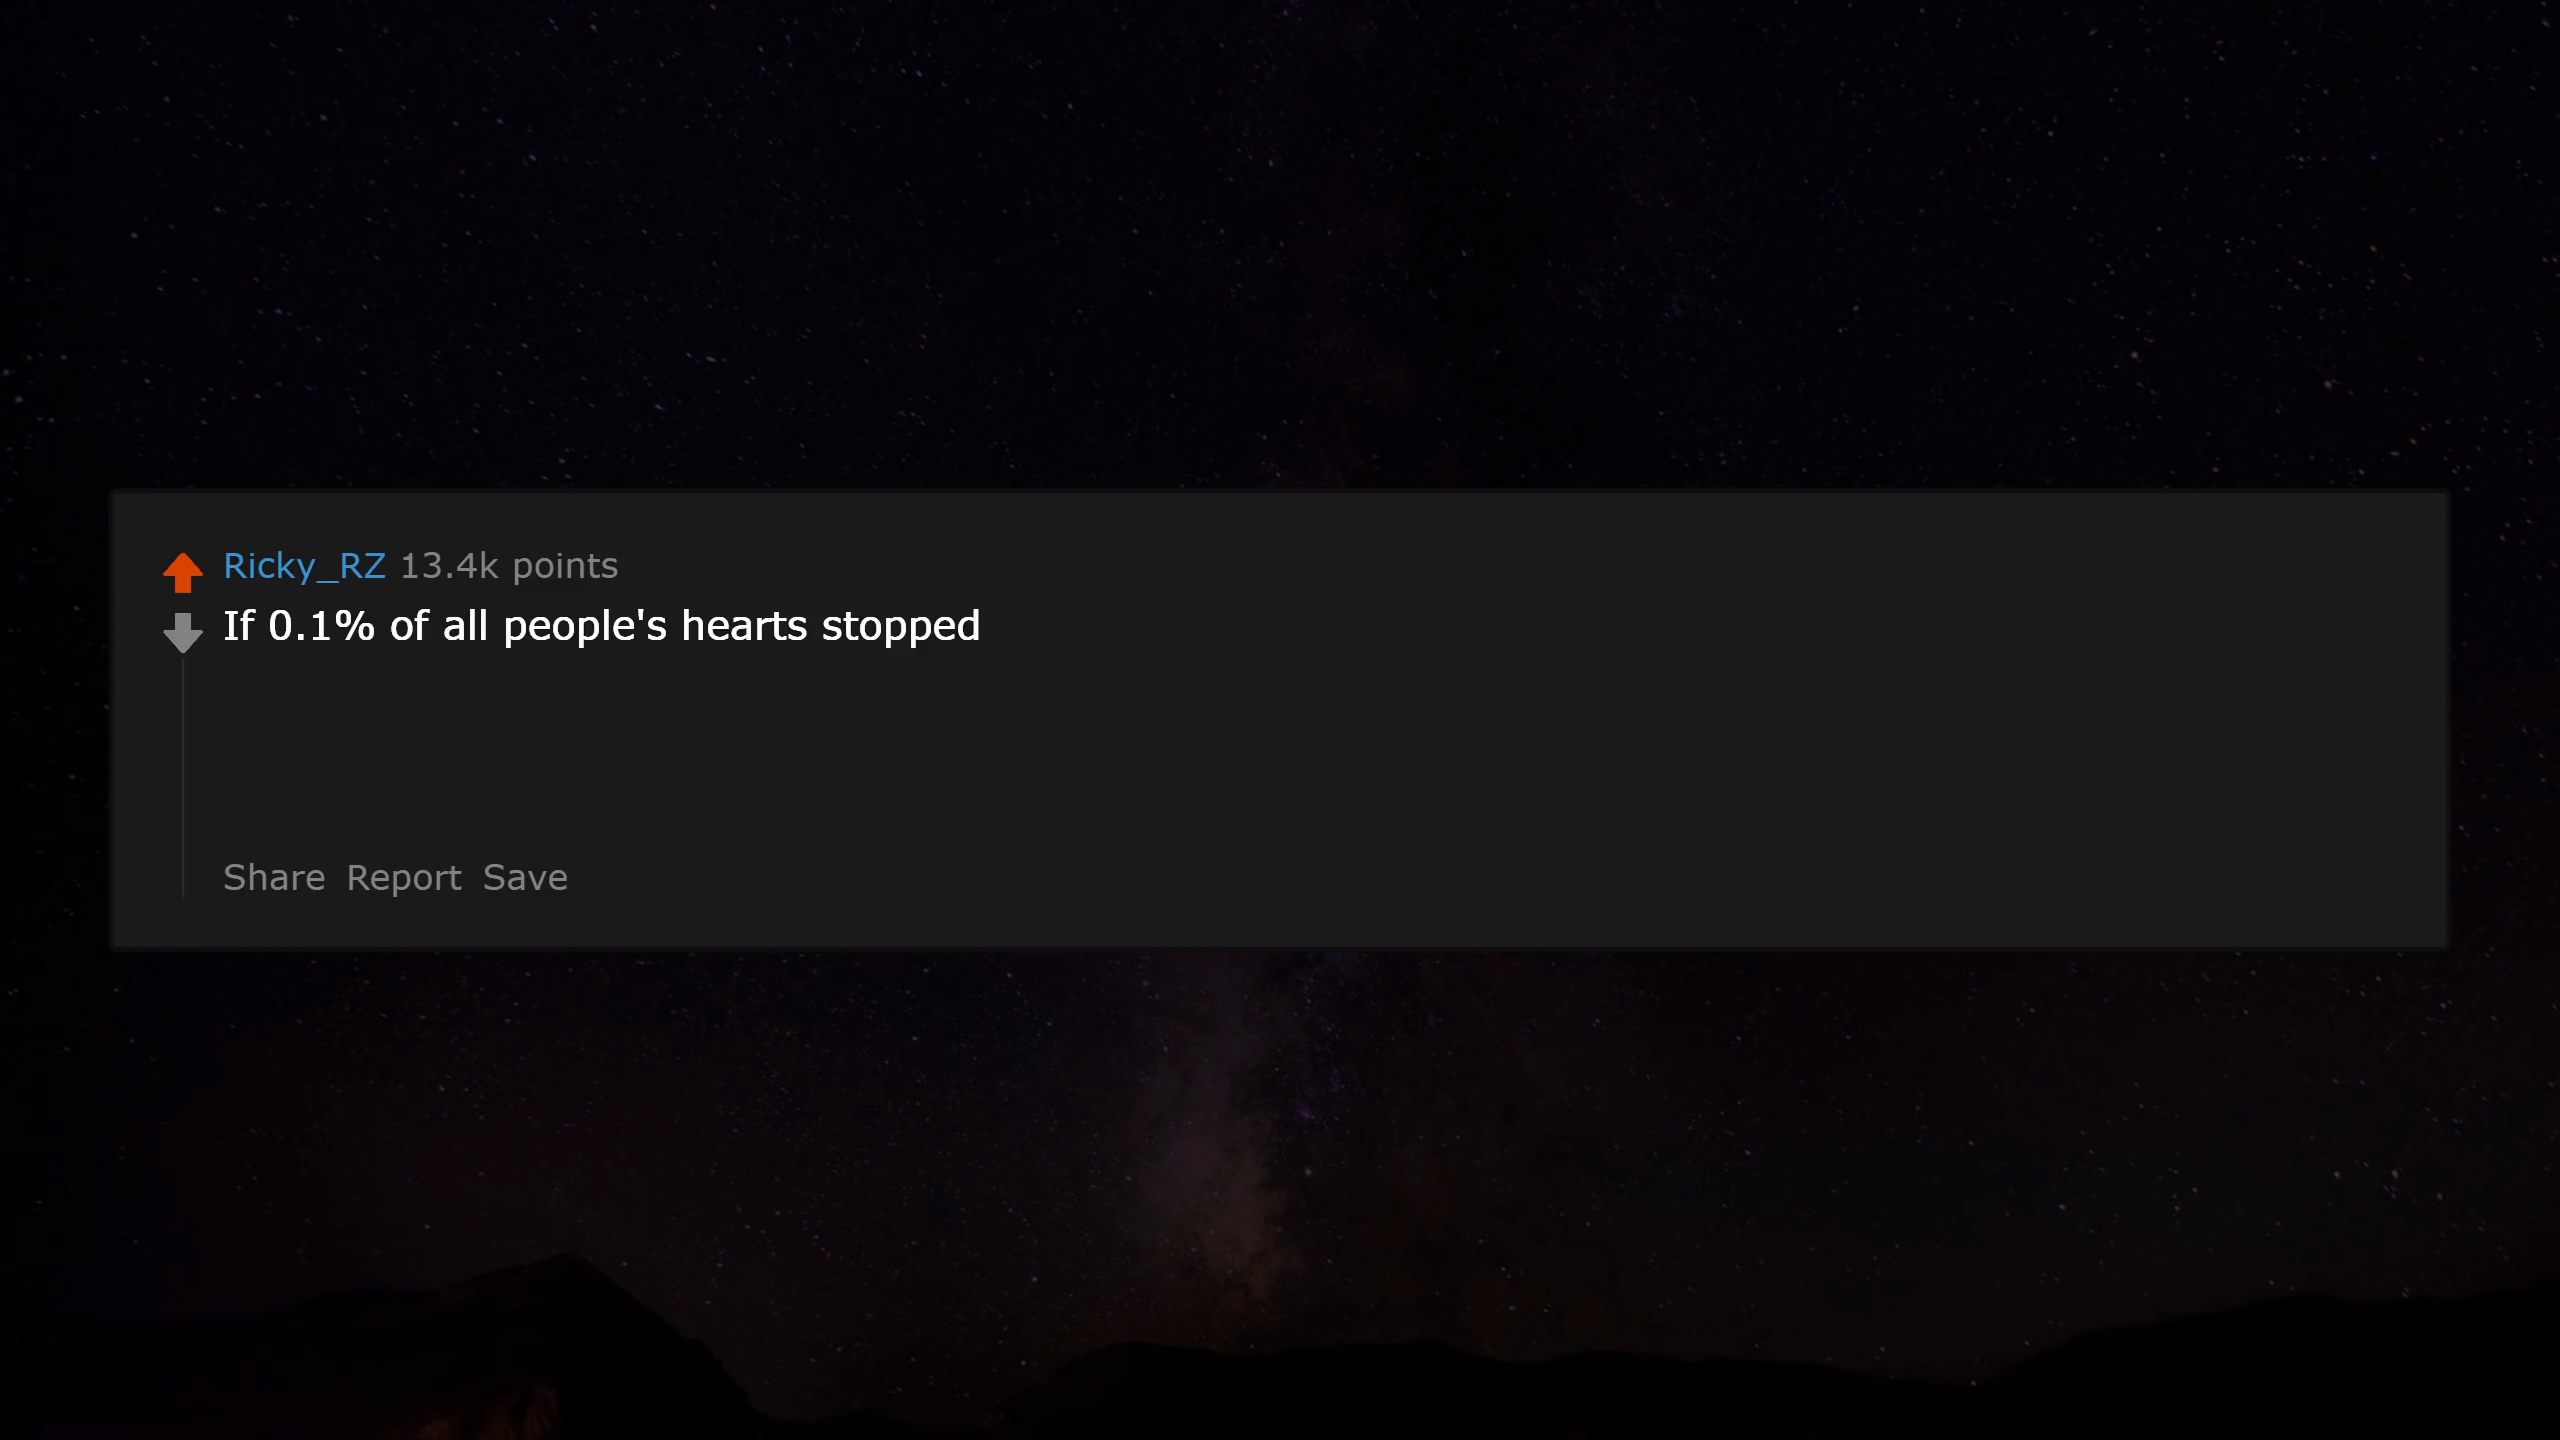 Ricky_RZ 13.4k points
If 0.1% of all people's hearts stopped
Share Report Save